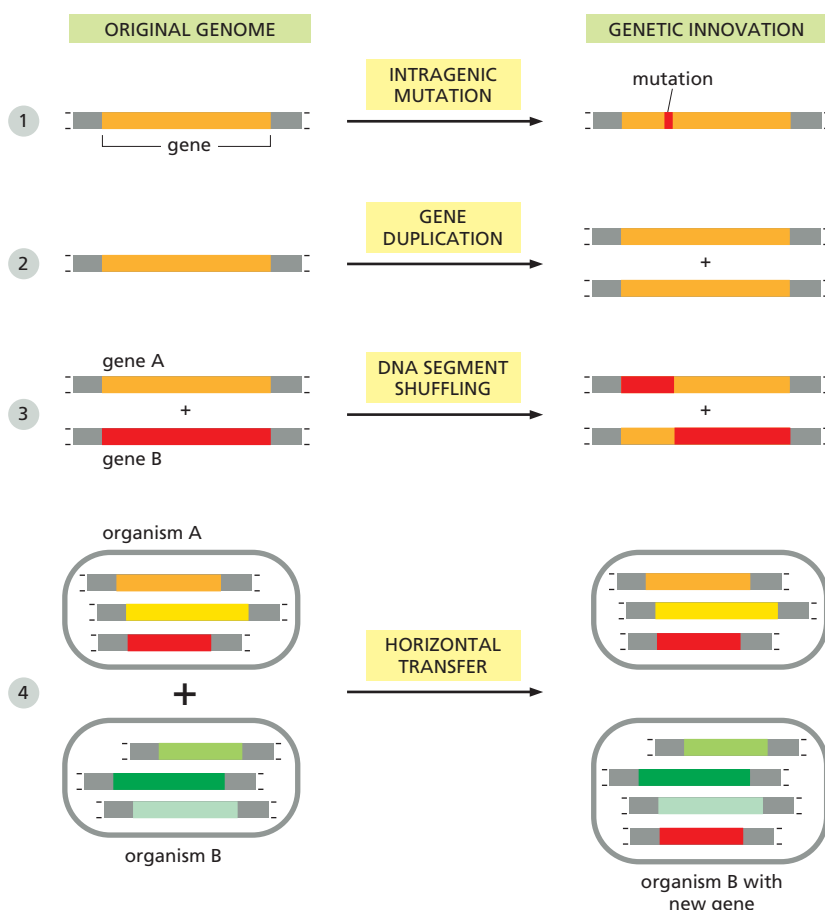 ORIGINAL GENOME
GENETIC INNOVATION
INTRAGENIC
MUTATION
mutation
1
gene
GENE
DUPLICATION
2
+
gene A
DNA SEGMENT
SHUFFLING
3
+
+
gene B
organism A
HORIZONTAL
TRANSFER
4
+
organism B
organism B with
new gene